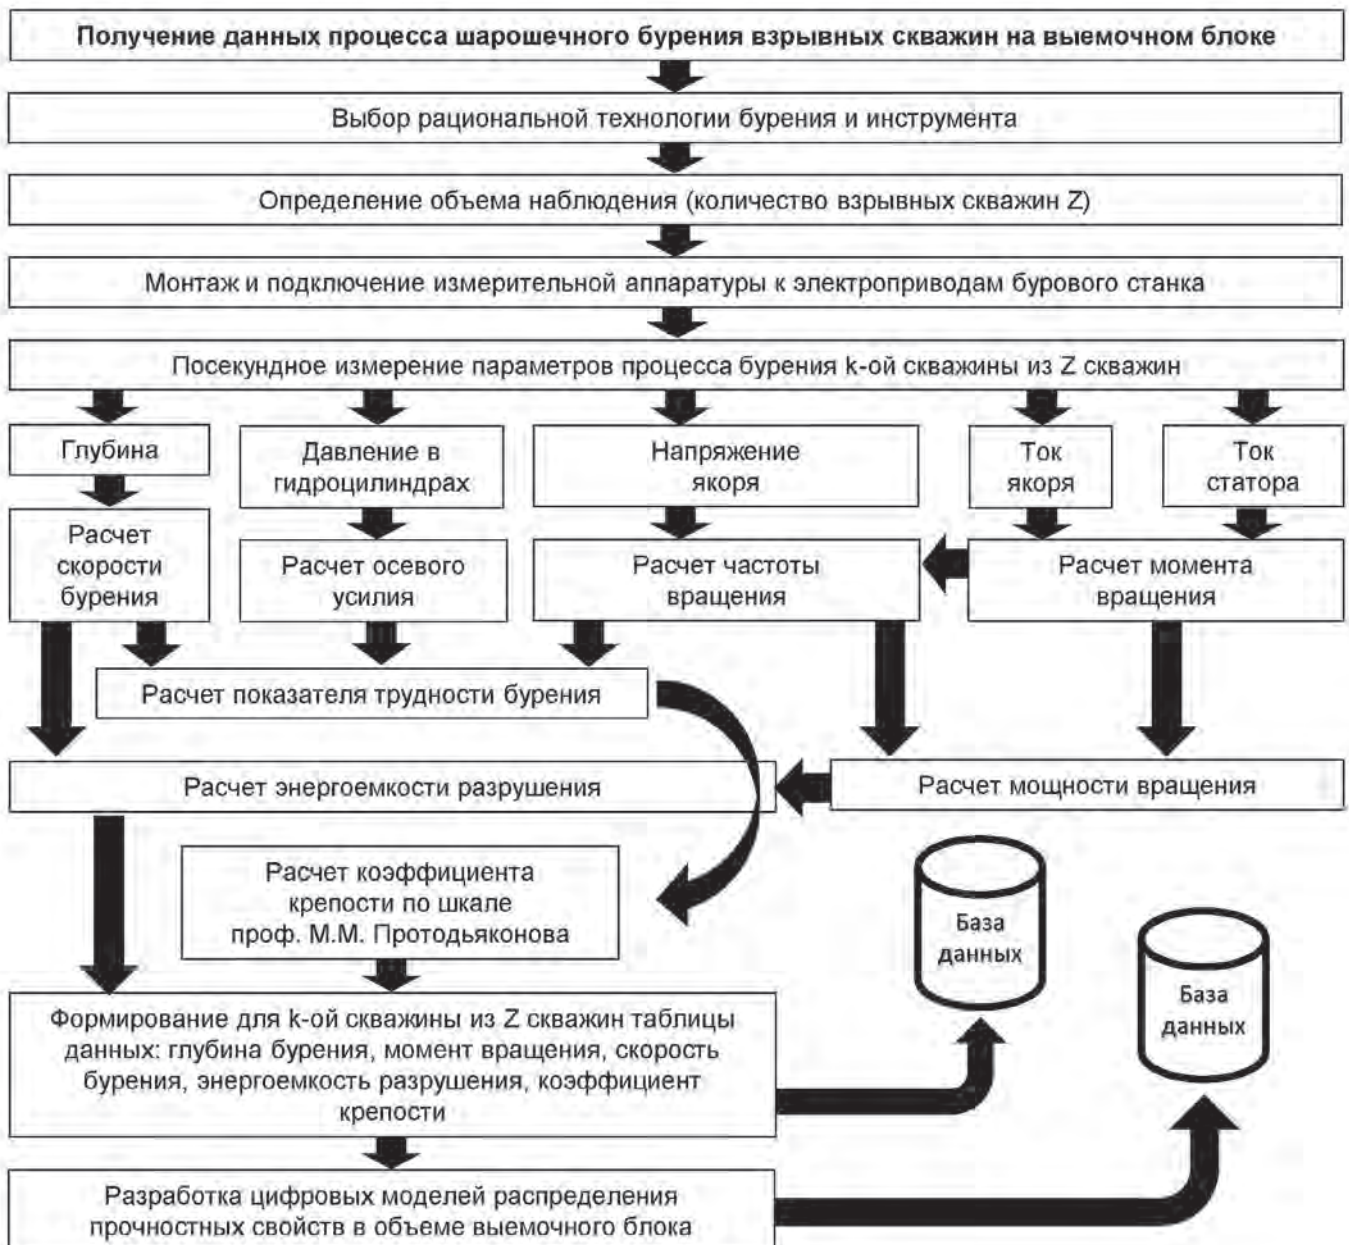 Получение данных процесса шарошечного бурения взрывных скважин на выемочном блоке
Выбор рациональной технологии бурения и инструмента
Определение объема наблюдения (количество взрывных скважин Z)
Монтаж и подключение измерительной аппаратуры к электроприводам бурового станка
Посекундное измерение параметров процесса бурения k-ой скважины из Z скважин
Глубина
Давление в
гидроцилиндрах
Напряжение
якоря
Ток
якоря
Ток
статора
Расчет
скорости
бурения
Расчет осевого
усилия
Расчет частоты
вращения
Расчет момента
вращения
Расчет показателя трудности бурения
Расчет энергоемкости разрушения
Расчет мощности вращения
Расчет коэффициента
крепости по шкале
проф. М.М. Протодьяконова
База
данных
База
данных
Формирование для k-ой скважины из Z скважин таблицы
данных: глубина бурения, момент вращения, скорость
бурения, энергоемкость разрушения, коэффициент
крепости
Разработка цифровых моделей распределения
прочностных свойств в объеме выемочного блока